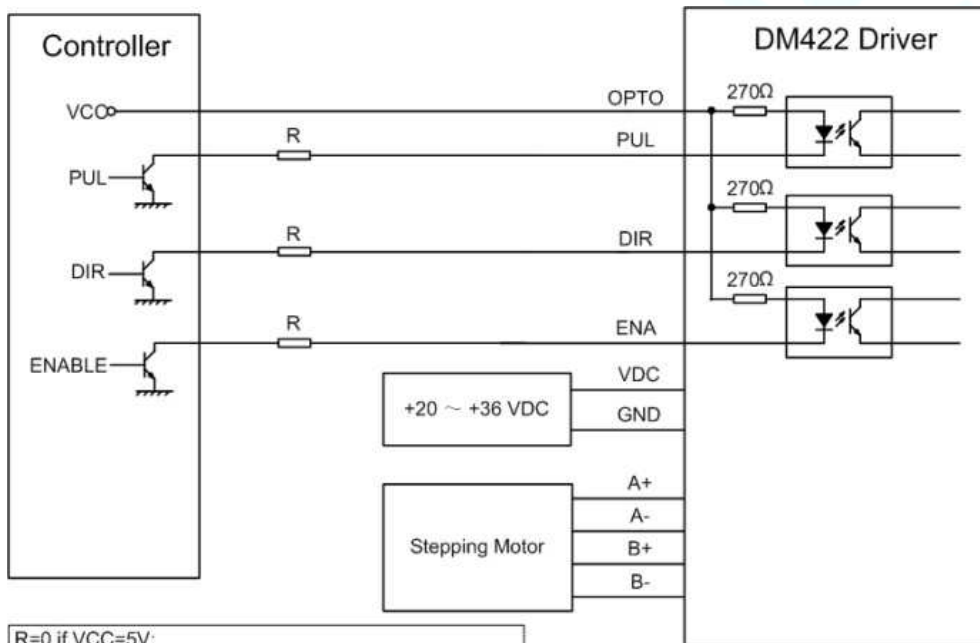 Controller
DM422 Driver
VCC
OPTO
270Ω
R
PUL
PUL
270Ω
R
DIR
DIR
270Ω
R
ENA
ENABLE
VDC
+20 ～ +36 VDC
GND
A+
A-
Stepping Motor
B+
B-
R=0 if VCC=5V;